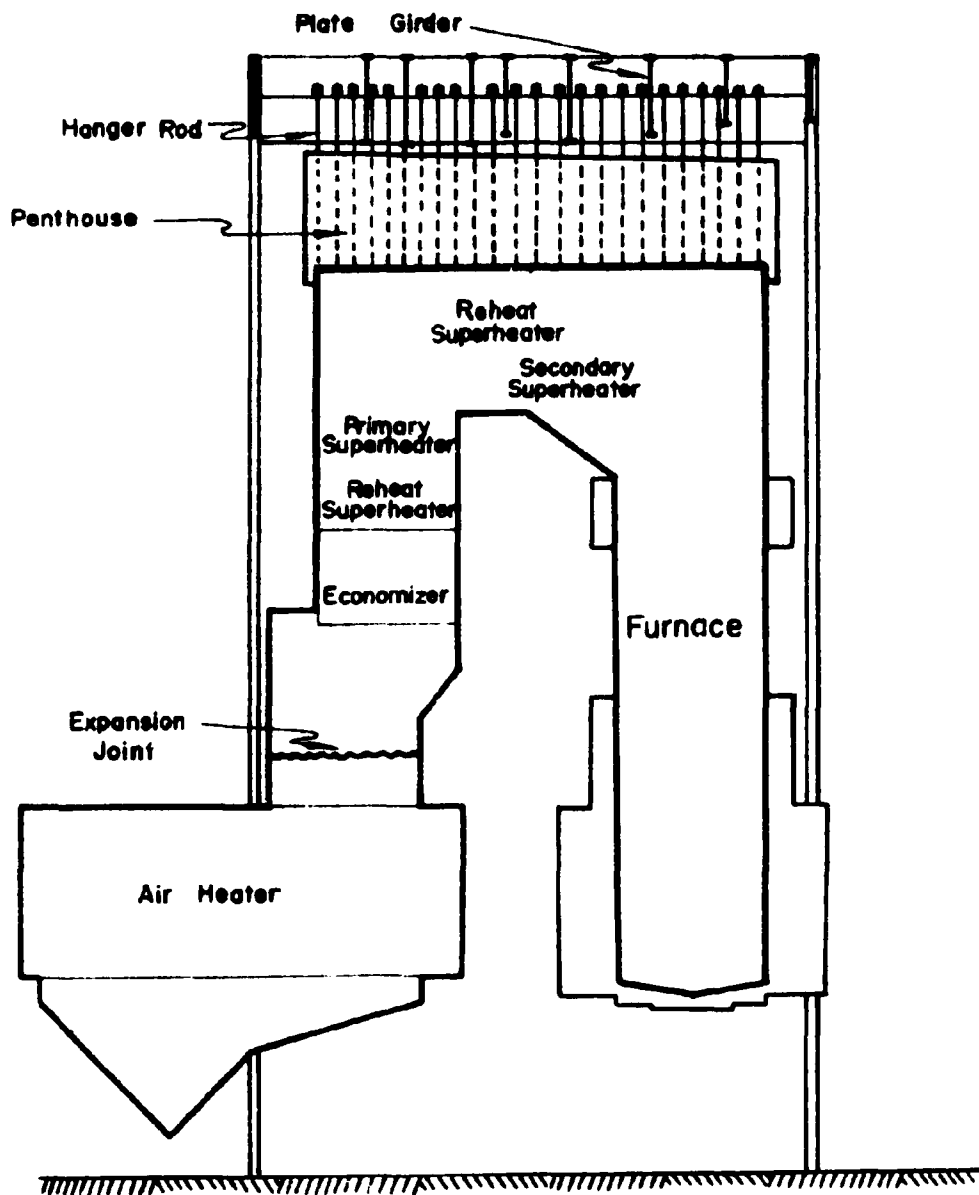 Plate Girder
Hanger Rod
Penthouse
Reheat
Superheater
Secondary
Superheater
Primary
Superheater
Reheat
Superheater
Economizer
Furnace
Expansion
Joint
Air Heater